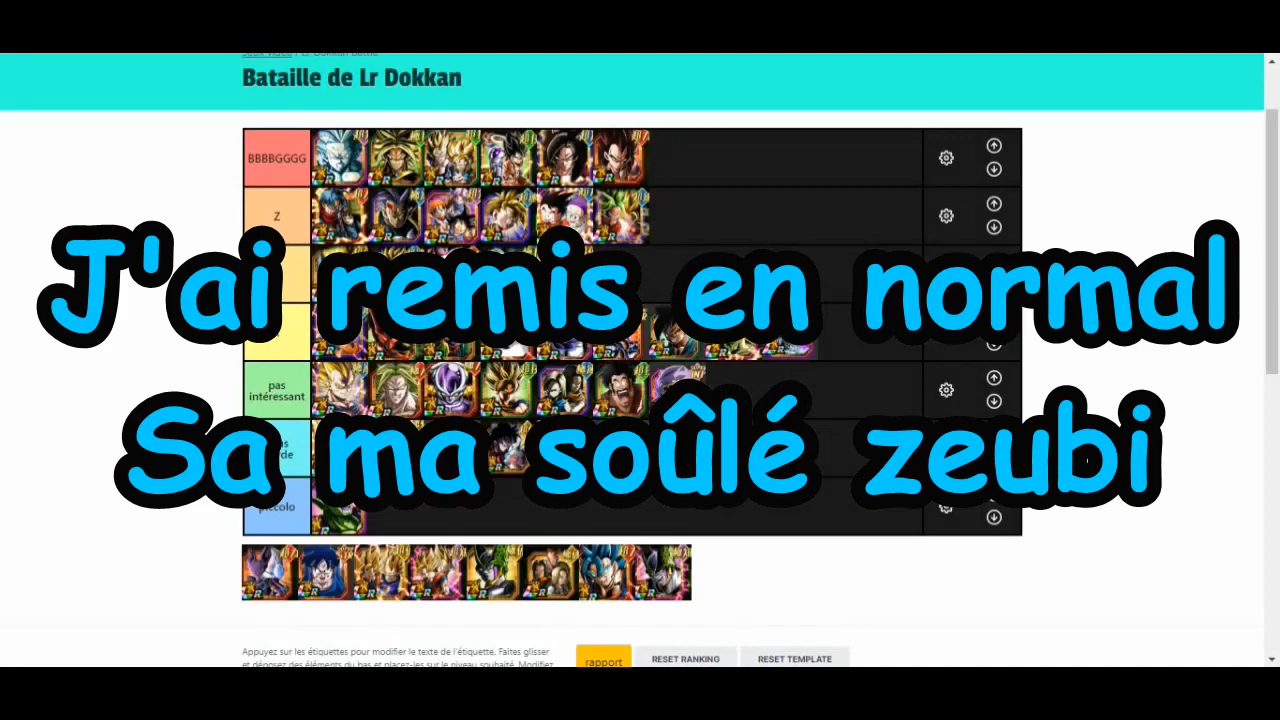 Bataille de Lr Dokkan
BBBBGGGG
Z
J'ai remis en normal
pas
intéressant
Sa ma soûlé zeubi
piccolo
Appuyez sur les étiquettes pour modifier le texte de l'étiquette. Faites glisser
et déposez des éléments du bas et placez-les sur le niveau souhaité. Modifiez
rapport
RESET RANKING
RESET TEMPLATE